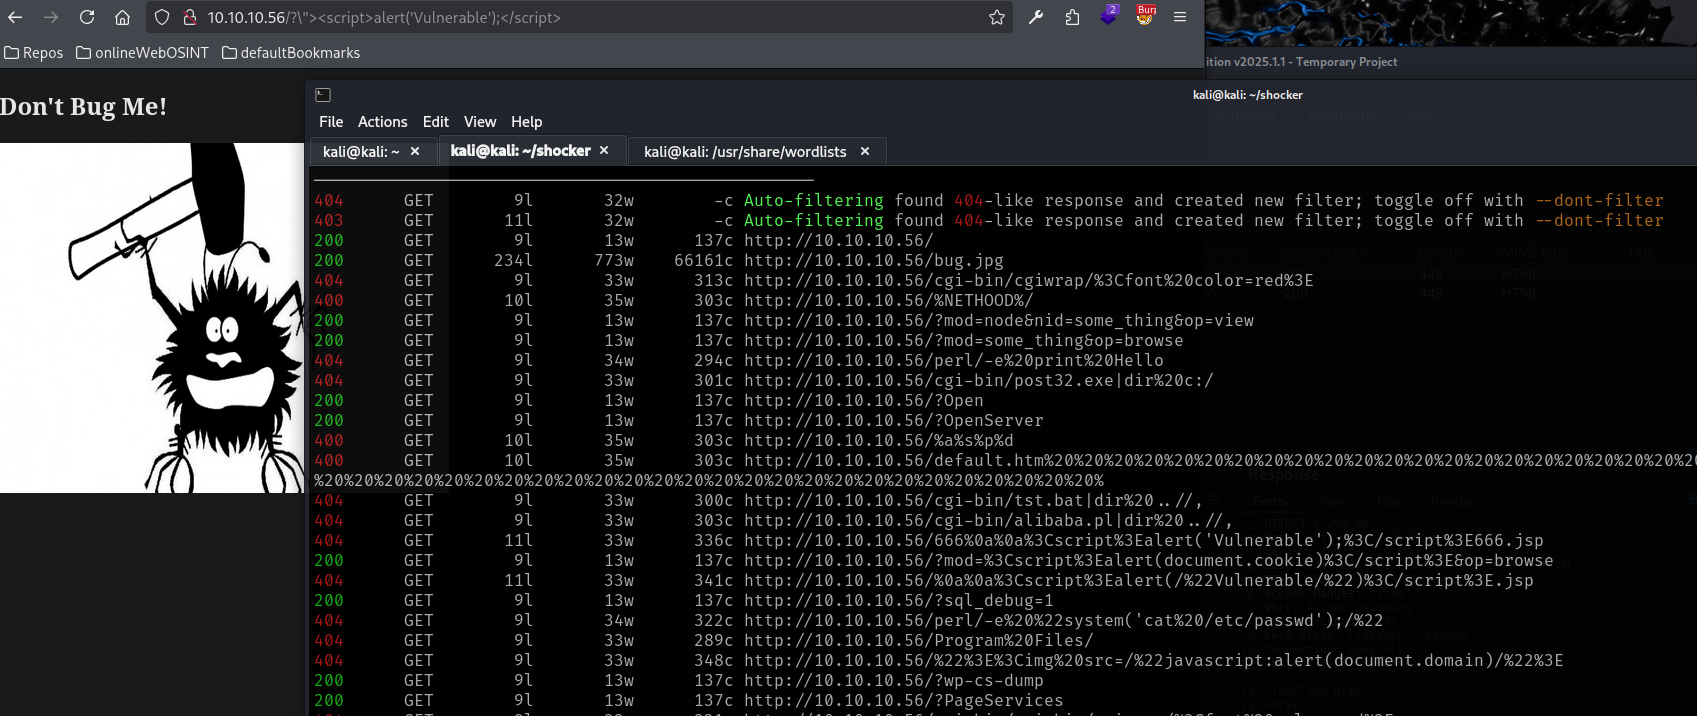 10.10.10.56/?\"><script>alert('Vulnerable');</script>
2
Repos onlineWebOSINT defaultBookmarks
ition v2025.1.1 - Temporary Project
kali@kali: ~/shocker
Don't Bug Me!
File Actions Edit View Help
kali@kali: ~ × kali@kali: ~/shocker × kali@kali: /usr/share/wordlists ×
404 GET 9l 32w -c Auto-filtering found 404-like response and created new filter; toggle off with --dont-filter
403 GET 11l 32w -c Auto-filtering found 404-like response and created new filter; toggle off with --dont-filter
200 GET 9l 13w 137c http://10.10.10.56/
200 GET 234l 773w 66161c http://10.10.10.56/bug.jpg
404 GET 9l 33w 313c http://10.10.10.56/cgi-bin/cgiwrap/%3Cfont%20color=red%3E
400 GET 10l 35w 303c http://10.10.10.56/%NETHOOD%/
200 GET 9l 13w 137c http://10.10.10.56/?mod=node&nid=some_thing&op=view
200 GET 9l 13w 137c http://10.10.10.56/?mod=some_thing&op=browse
404 GET 9l 34w 294c http://10.10.10.56/perl/-e%20print%20Hello
404 GET 9l 33w 301c http://10.10.10.56/cgi-bin/post32.exe|dir%20c:/
200 GET 9l 13w 137c http://10.10.10.56/?Open
200 GET 9l 13w 137c http://10.10.10.56/?OpenServer
400 GET 10l 35w 303c http://10.10.10.56/%a%s%p%d
400 GET 10l 35w 303c http://10.10.10.56/default.htm%20%20%20%20%20%20%20%20%20%20%20%20%20%20%20%20%20%20%20%20%20%20
%20%20%20%20%20%20%20%20%20%20%20%20%20%20%20%20%20%20%20%20%20%20%20%20%20%20%
404 GET 9l 33w 300c http://10.10.10.56/cgi-bin/tst.bat|dir%20..//,
404 GET 9l 33w 303c http://10.10.10.56/cgi-bin/alibaba.pl|dir%20..//,
404 GET 11l 33w 336c http://10.10.10.56/666%0a%0a%3Cscript%3Ealert('Vulnerable');%3C/script%3E666.jsp
200 GET 9l 13w 137c http://10.10.10.56/?mod=%3Cscript%3Ealert(document.cookie)%3C/script%3E&op=browse
404 GET 11l 33w 341c http://10.10.10.56/%0a%0a%3Cscript%3Ealert(/%22Vulnerable/%22)%3C/script%3E.jsp
200 GET 9l 13w 137c http://10.10.10.56/?sql_debug=1
404 GET 9l 34w 322c http://10.10.10.56/perl/-e%20%22system('cat%20/etc/passwd');/%22
404 GET 9l 33w 289c http://10.10.10.56/Program%20Files/
404 GET 9l 33w 348c http://10.10.10.56/%22%3E%3Cimg%20src=/%22javascript:alert(document.domain)/%22%3E
200 GET 9l 13w 137c http://10.10.10.56/?wp-cs-dump
200 GET 9l 13w 137c http://10.10.10.56/?PageServices